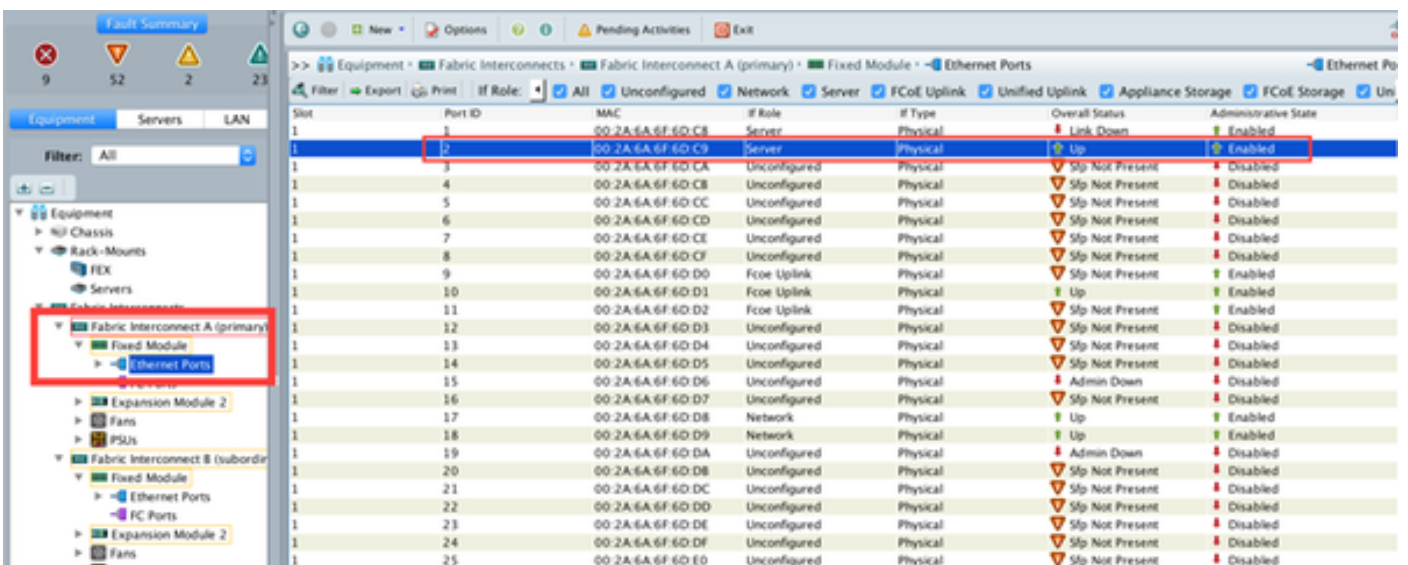 Fault Summary
9 52 2 23
Equipment Servers LAN
Filter: All
Equipment
Chassis
Rack-Mounts
FEX
Servers
Fabric Interconnects
Fabric Interconnect A (primary)
Fixed Module
Ethernet Ports
FC Ports
Expansion Module 2
Fans
PSUs
Fabric Interconnect B (subordin
Fixed Module
Ethernet Ports
FC Ports
Expansion Module 2
Fans
New Options Pending Activities Exit
>> Equipment Fabric Interconnects Fabric Interconnect A (primary) Fixed Module Ethernet Ports Ethernet Po
Filter Export Print If Role: All Unconfigured Network Server FCoE Uplink Unified Uplink Appliance Storage FCoE Storage Un
Slot Port ID MAC If Role If Type Overall Status Administrative State
1 1 00:2A:6A:6F:6D:C8 Server Physical Link Down Enabled
1 2 00:2A:6A:6F:6D:C9 Server Physical Up Enabled
1 3 00:2A:6A:6F:6D:CA Unconfigured Physical Sfp Not Present Disabled
1 4 00:2A:6A:6F:6D:CB Unconfigured Physical Sfp Not Present Disabled
1 5 00:2A:6A:6F:6D:CC Unconfigured Physical Sfp Not Present Disabled
1 6 00:2A:6A:6F:6D:CD Unconfigured Physical Sfp Not Present Disabled
1 7 00:2A:6A:6F:6D:CE Unconfigured Physical Sfp Not Present Disabled
1 8 00:2A:6A:6F:6D:CF Unconfigured Physical Sfp Not Present Disabled
1 9 00:2A:6A:6F:6D:D0 Fcoe Uplink Physical Sfp Not Present Enabled
1 10 00:2A:6A:6F:6D:D1 Fcoe Uplink Physical Up Enabled
1 11 00:2A:6A:6F:6D:D2 Fcoe Uplink Physical Sfp Not Present Enabled
1 12 00:2A:6A:6F:6D:D3 Unconfigured Physical Sfp Not Present Disabled
1 13 00:2A:6A:6F:6D:D4 Unconfigured Physical Sfp Not Present Disabled
1 14 00:2A:6A:6F:6D:D5 Unconfigured Physical Sfp Not Present Disabled
1 15 00:2A:6A:6F:6D:D6 Unconfigured Physical Admin Down Disabled
1 16 00:2A:6A:6F:6D:D7 Unconfigured Physical Sfp Not Present Disabled
1 17 00:2A:6A:6F:6D:D8 Network Physical Up Enabled
1 18 00:2A:6A:6F:6D:D9 Network Physical Up Enabled
1 19 00:2A:6A:6F:6D:DA Unconfigured Physical Admin Down Disabled
1 20 00:2A:6A:6F:6D:DB Unconfigured Physical Sfp Not Present Disabled
1 21 00:2A:6A:6F:6D:DC Unconfigured Physical Sfp Not Present Disabled
1 22 00:2A:6A:6F:6D:DD Unconfigured Physical Sfp Not Present Disabled
1 23 00:2A:6A:6F:6D:DE Unconfigured Physical Sfp Not Present Disabled
1 24 00:2A:6A:6F:6D:DF Unconfigured Physical Sfp Not Present Disabled
1 25 00:2A:6A:6F:6D:E0 Unconfigured Physical Sfp Not Present Disabled